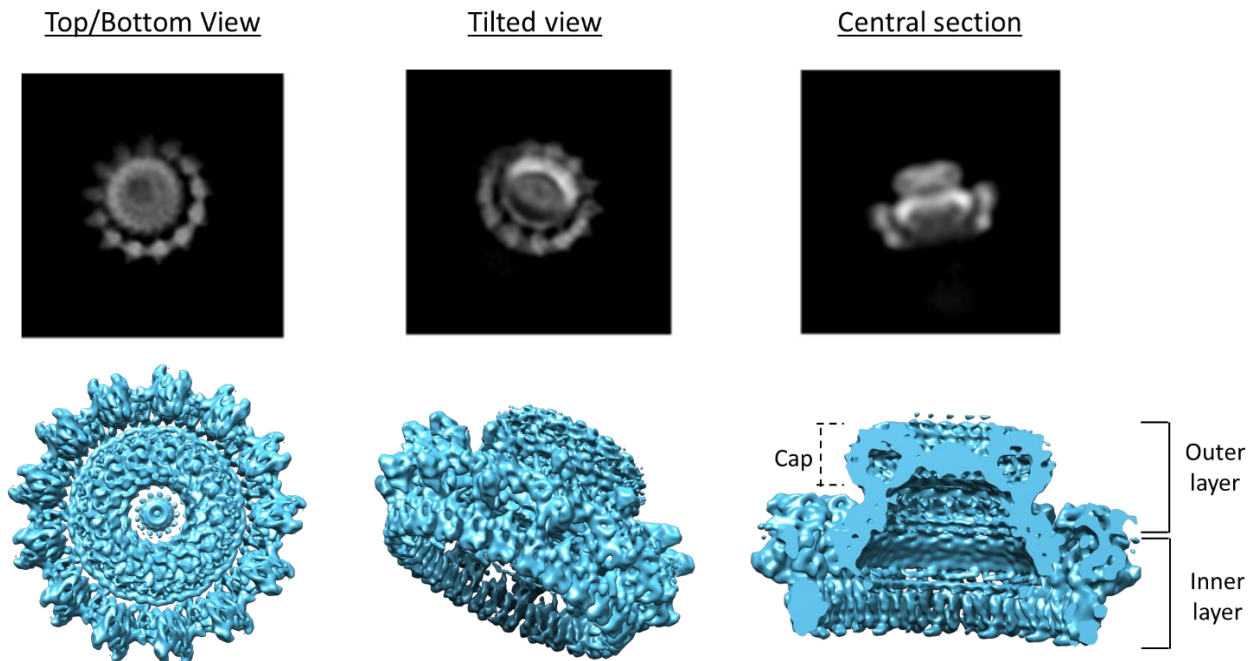 Top/Bottom View
Tilted view
Central section
Cap
Outer
layer
Inner
layer